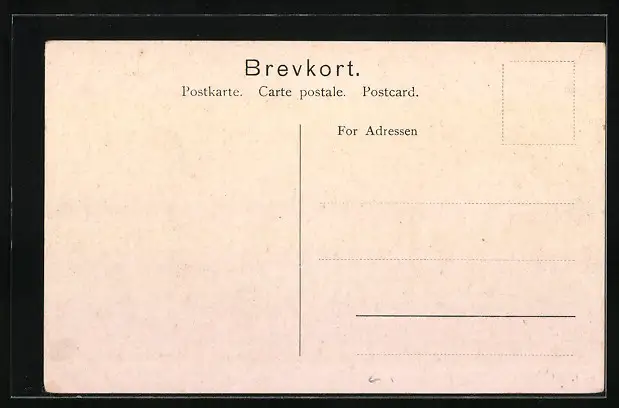 Brevkort.
Postkarte. Carte postale. Postcard.
For Adressen